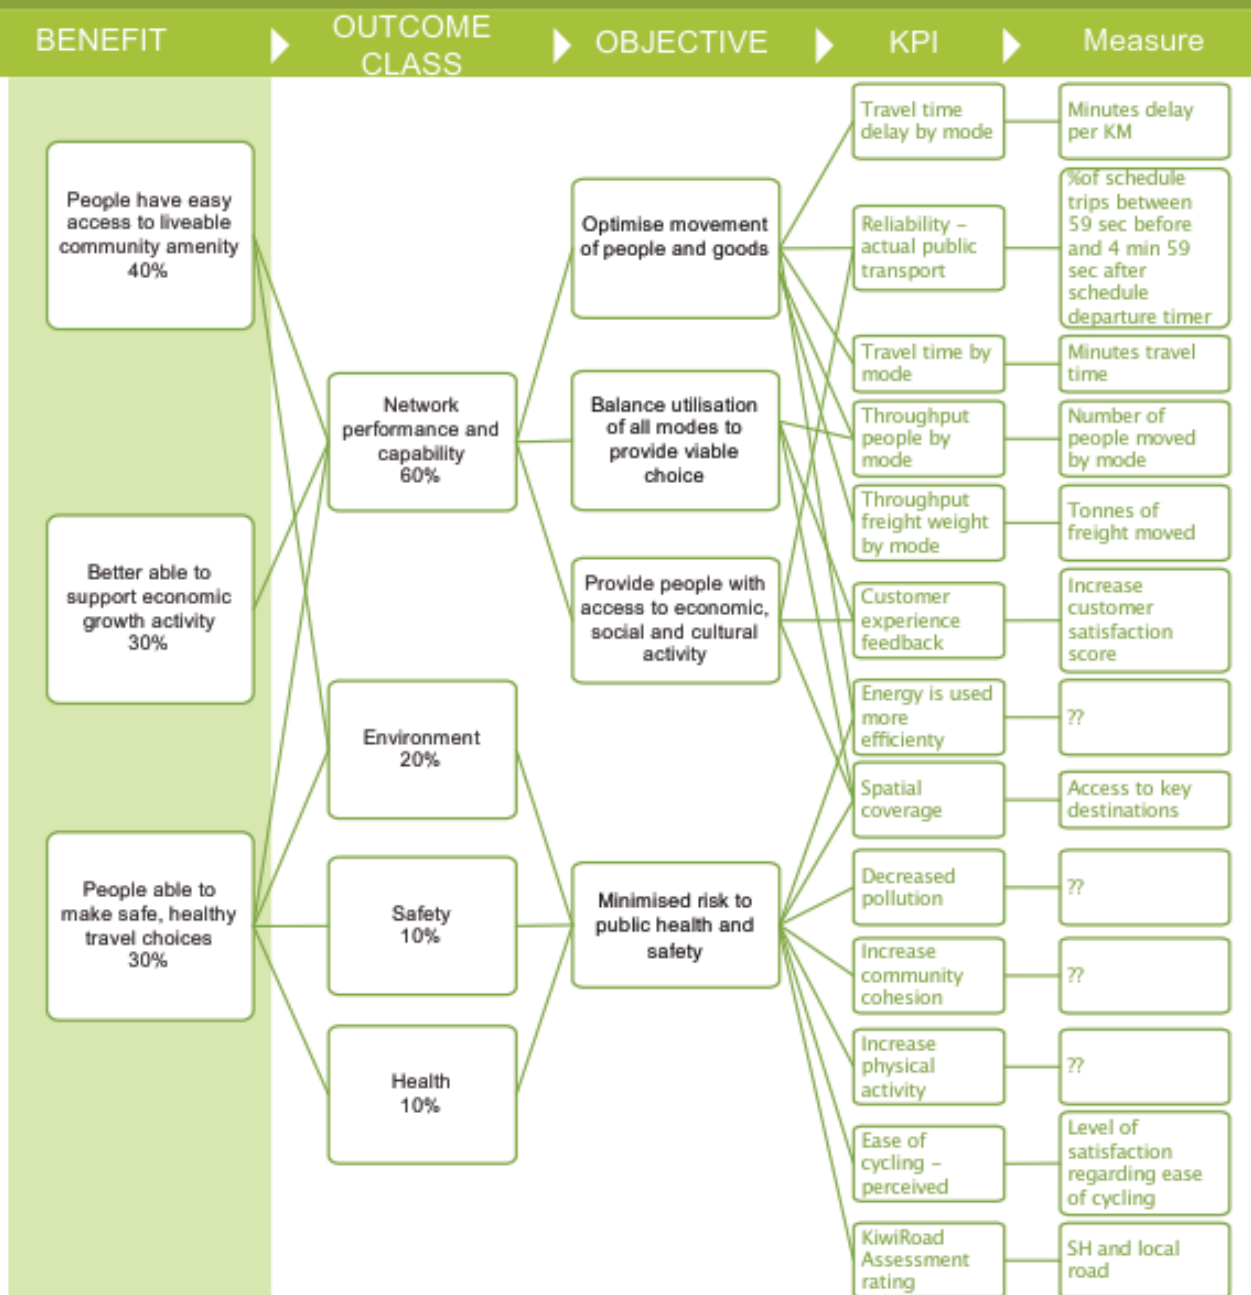 BENEFIT
OUTCOME
CLASS
OBJECTIVE
KPI
Measure
People have easy
access to liveable
community amenity
40%
Better able to
support economic
growth activity
30%
People able to
make safe, healthy
travel choices
30%
Network
performance and
capability
60%
Environment
20%
Safety
10%
Health
10%
Optimise movement
of people and goods
Balance utilisation
of all modes to
provide viable
choice
Provide people with
access to economic,
social and cultural
activity
Minimised risk to
public health and
safety
Travel time
delay by mode
Minutes delay
per KM
Reliability –
actual public
transport
%of schedule
trips between
59 sec before
and 4 min 59
sec after
schedule
departure timer
Travel time by
mode
Minutes travel
time
Throughput
people by
mode
Number of
people moved
by mode
Throughput
freight weight
by mode
Tonnes of
freight moved
Customer
experience
feedback
Increase
customer
satisfaction
score
Energy is used
more
efficienty
??
Spatial
coverage
Access to key
destinations
Decreased
pollution
??
Increase
community
cohesion
??
Increase
physical
activity
??
Ease of
cycling –
perceived
Level of
satisfaction
regarding ease
of cycling
KiwiRoad
Assessment
rating
SH and local
road